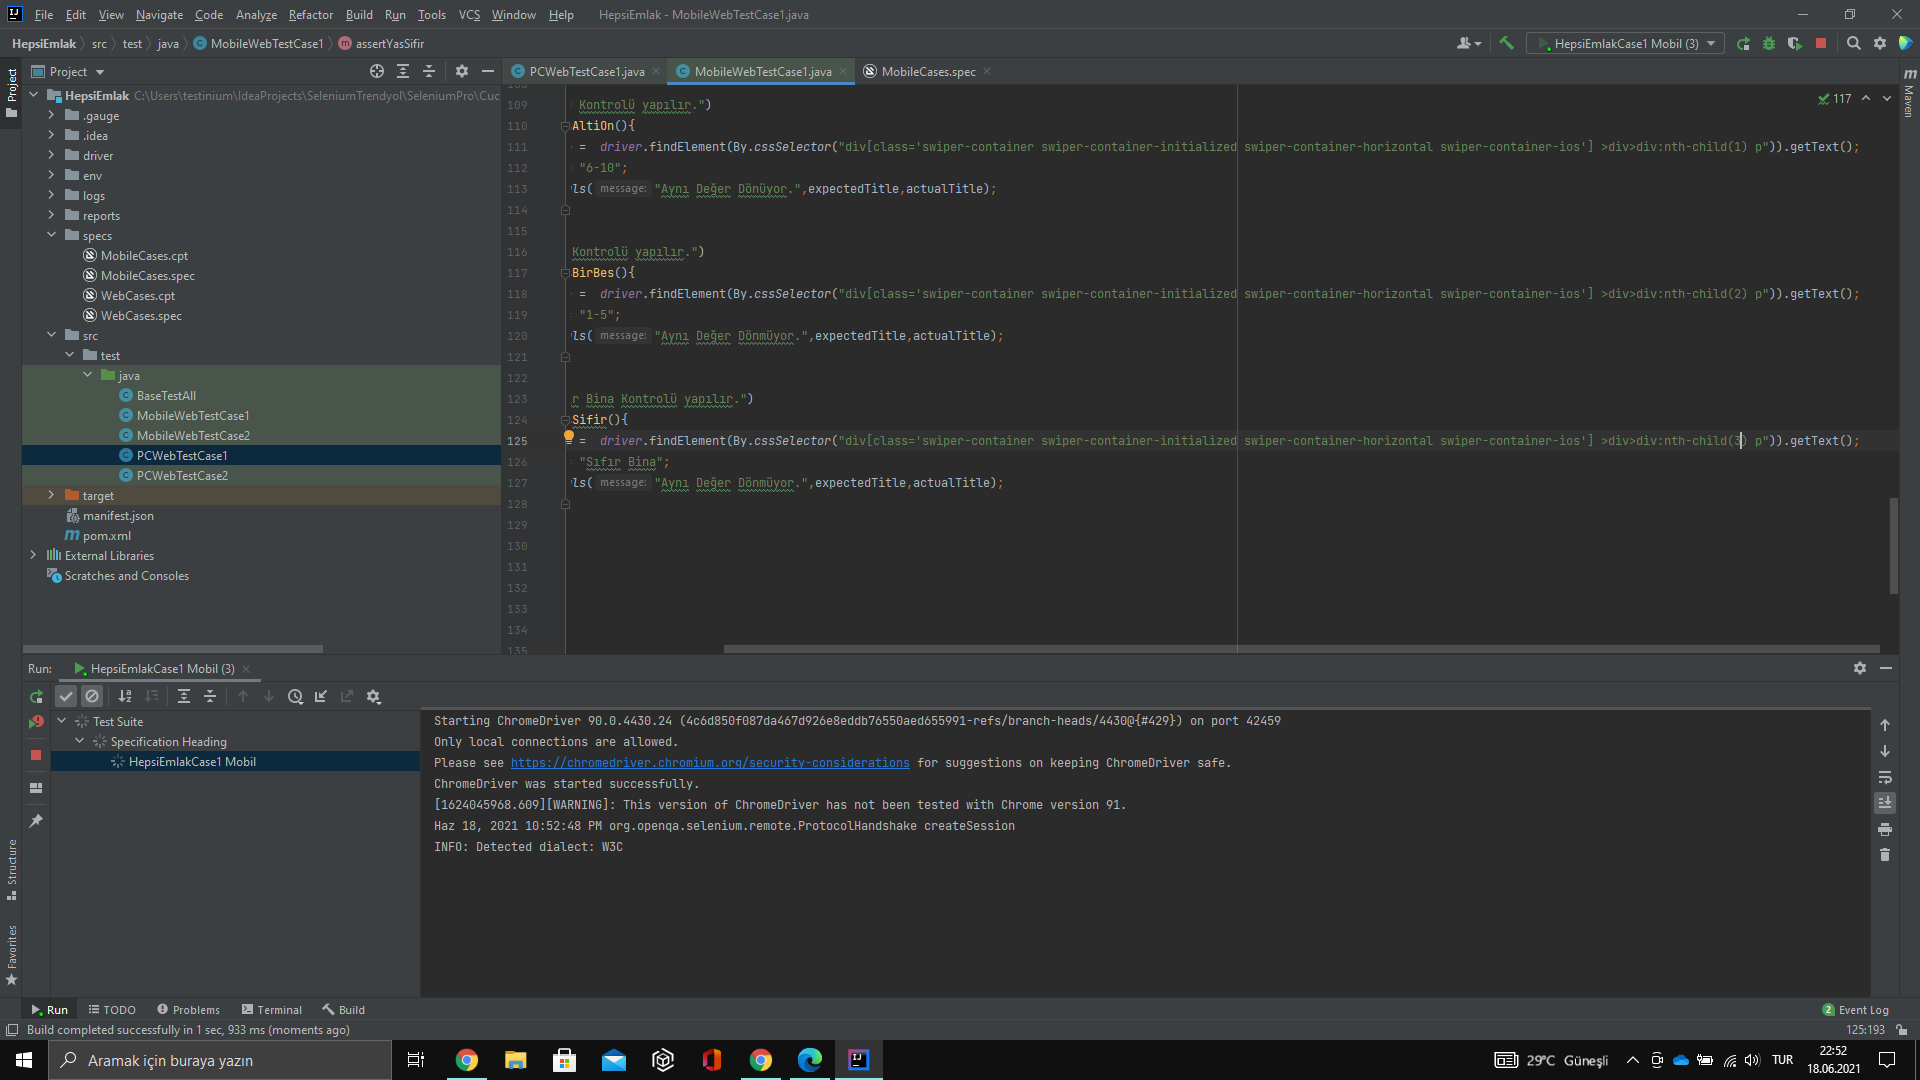 File Edit View Navigate Code Analyze Refactor Build Run Tools VCS Window Help HepsiEmlak - MobileWebTestCase1.java
HepsiEmlak src test java MobileWebTestCase1 assertYasSifir
HepsiEmlakCase1 Mobil (3)
Project
PCWebTestCase1.java MobileWebTestCase1.java MobileCases.spec
Project
Maven
HepsiEmlak C:\Users\testinium\IdeaProjects\SeleniumTrendyol\SeleniumPro\Cuc
.gauge
.idea
driver
env
logs
reports
specs
MobileCases.cpt
MobileCases.spec
WebCases.cpt
WebCases.spec
src
test
java
BaseTestAll
MobileWebTestCase1
MobileWebTestCase2
PCWebTestCase1
PCWebTestCase2
target
manifest.json
pom.xml
External Libraries
Scratches and Consoles
117
109 Kontrolü yapılır.")
110 AltiOn(){
111 = driver.findElement(By.cssSelector("div[class='swiper-container swiper-container-initialized swiper-container-horizontal swiper-container-ios'] >div>div:nth-child(1) p")).getText();
112 "6-10";
113 ls( message: "Aynı Değer Dönüyor.",expectedTitle,actualTitle);
114
115
116 Kontrolü yapılır.")
117 BirBes(){
118 = driver.findElement(By.cssSelector("div[class='swiper-container swiper-container-initialized swiper-container-horizontal swiper-container-ios'] >div>div:nth-child(2) p")).getText();
119 = "1-5";
120 ls( message: "Aynı Değer Dönmüyor.",expectedTitle,actualTitle);
121
122
123 r Bina Kontrolü yapılır.")
124 Sifir(){
125 = driver.findElement(By.cssSelector("div[class='swiper-container swiper-container-initialized swiper-container-horizontal swiper-container-ios'] >div>div:nth-child(3) p")).getText();
126 "Sıfır Bina";
127 ls( message: "Aynı Değer Dönmüyor.",expectedTitle,actualTitle);
128
129
130
131
132
133
134
135
Run: HepsiEmlakCase1 Mobil (3)
Test Suite
Specification Heading
HepsiEmlakCase1 Mobil
Starting ChromeDriver 90.0.4430.24 (4c6d850f087da467d926e8eddb76550aed655991-refs/branch-heads/4430@{#429}) on port 42459
Only local connections are allowed.
Please see https://chromedriver.chromium.org/security-considerations for suggestions on keeping ChromeDriver safe.
ChromeDriver was started successfully.
[1624045968.609][WARNING]: This version of ChromeDriver has not been tested with Chrome version 91.
Haz 18, 2021 10:52:48 PM org.openqa.selenium.remote.ProtocolHandshake createSession
INFO: Detected dialect: W3C
Structure
Favorites
Run TODO Problems Terminal Build 2 Event Log
Build completed successfully in 1 sec, 933 ms (moments ago) 125:193
Aramak için buraya yazın
29°C Güneşli TUR
22:52
18.06.2021